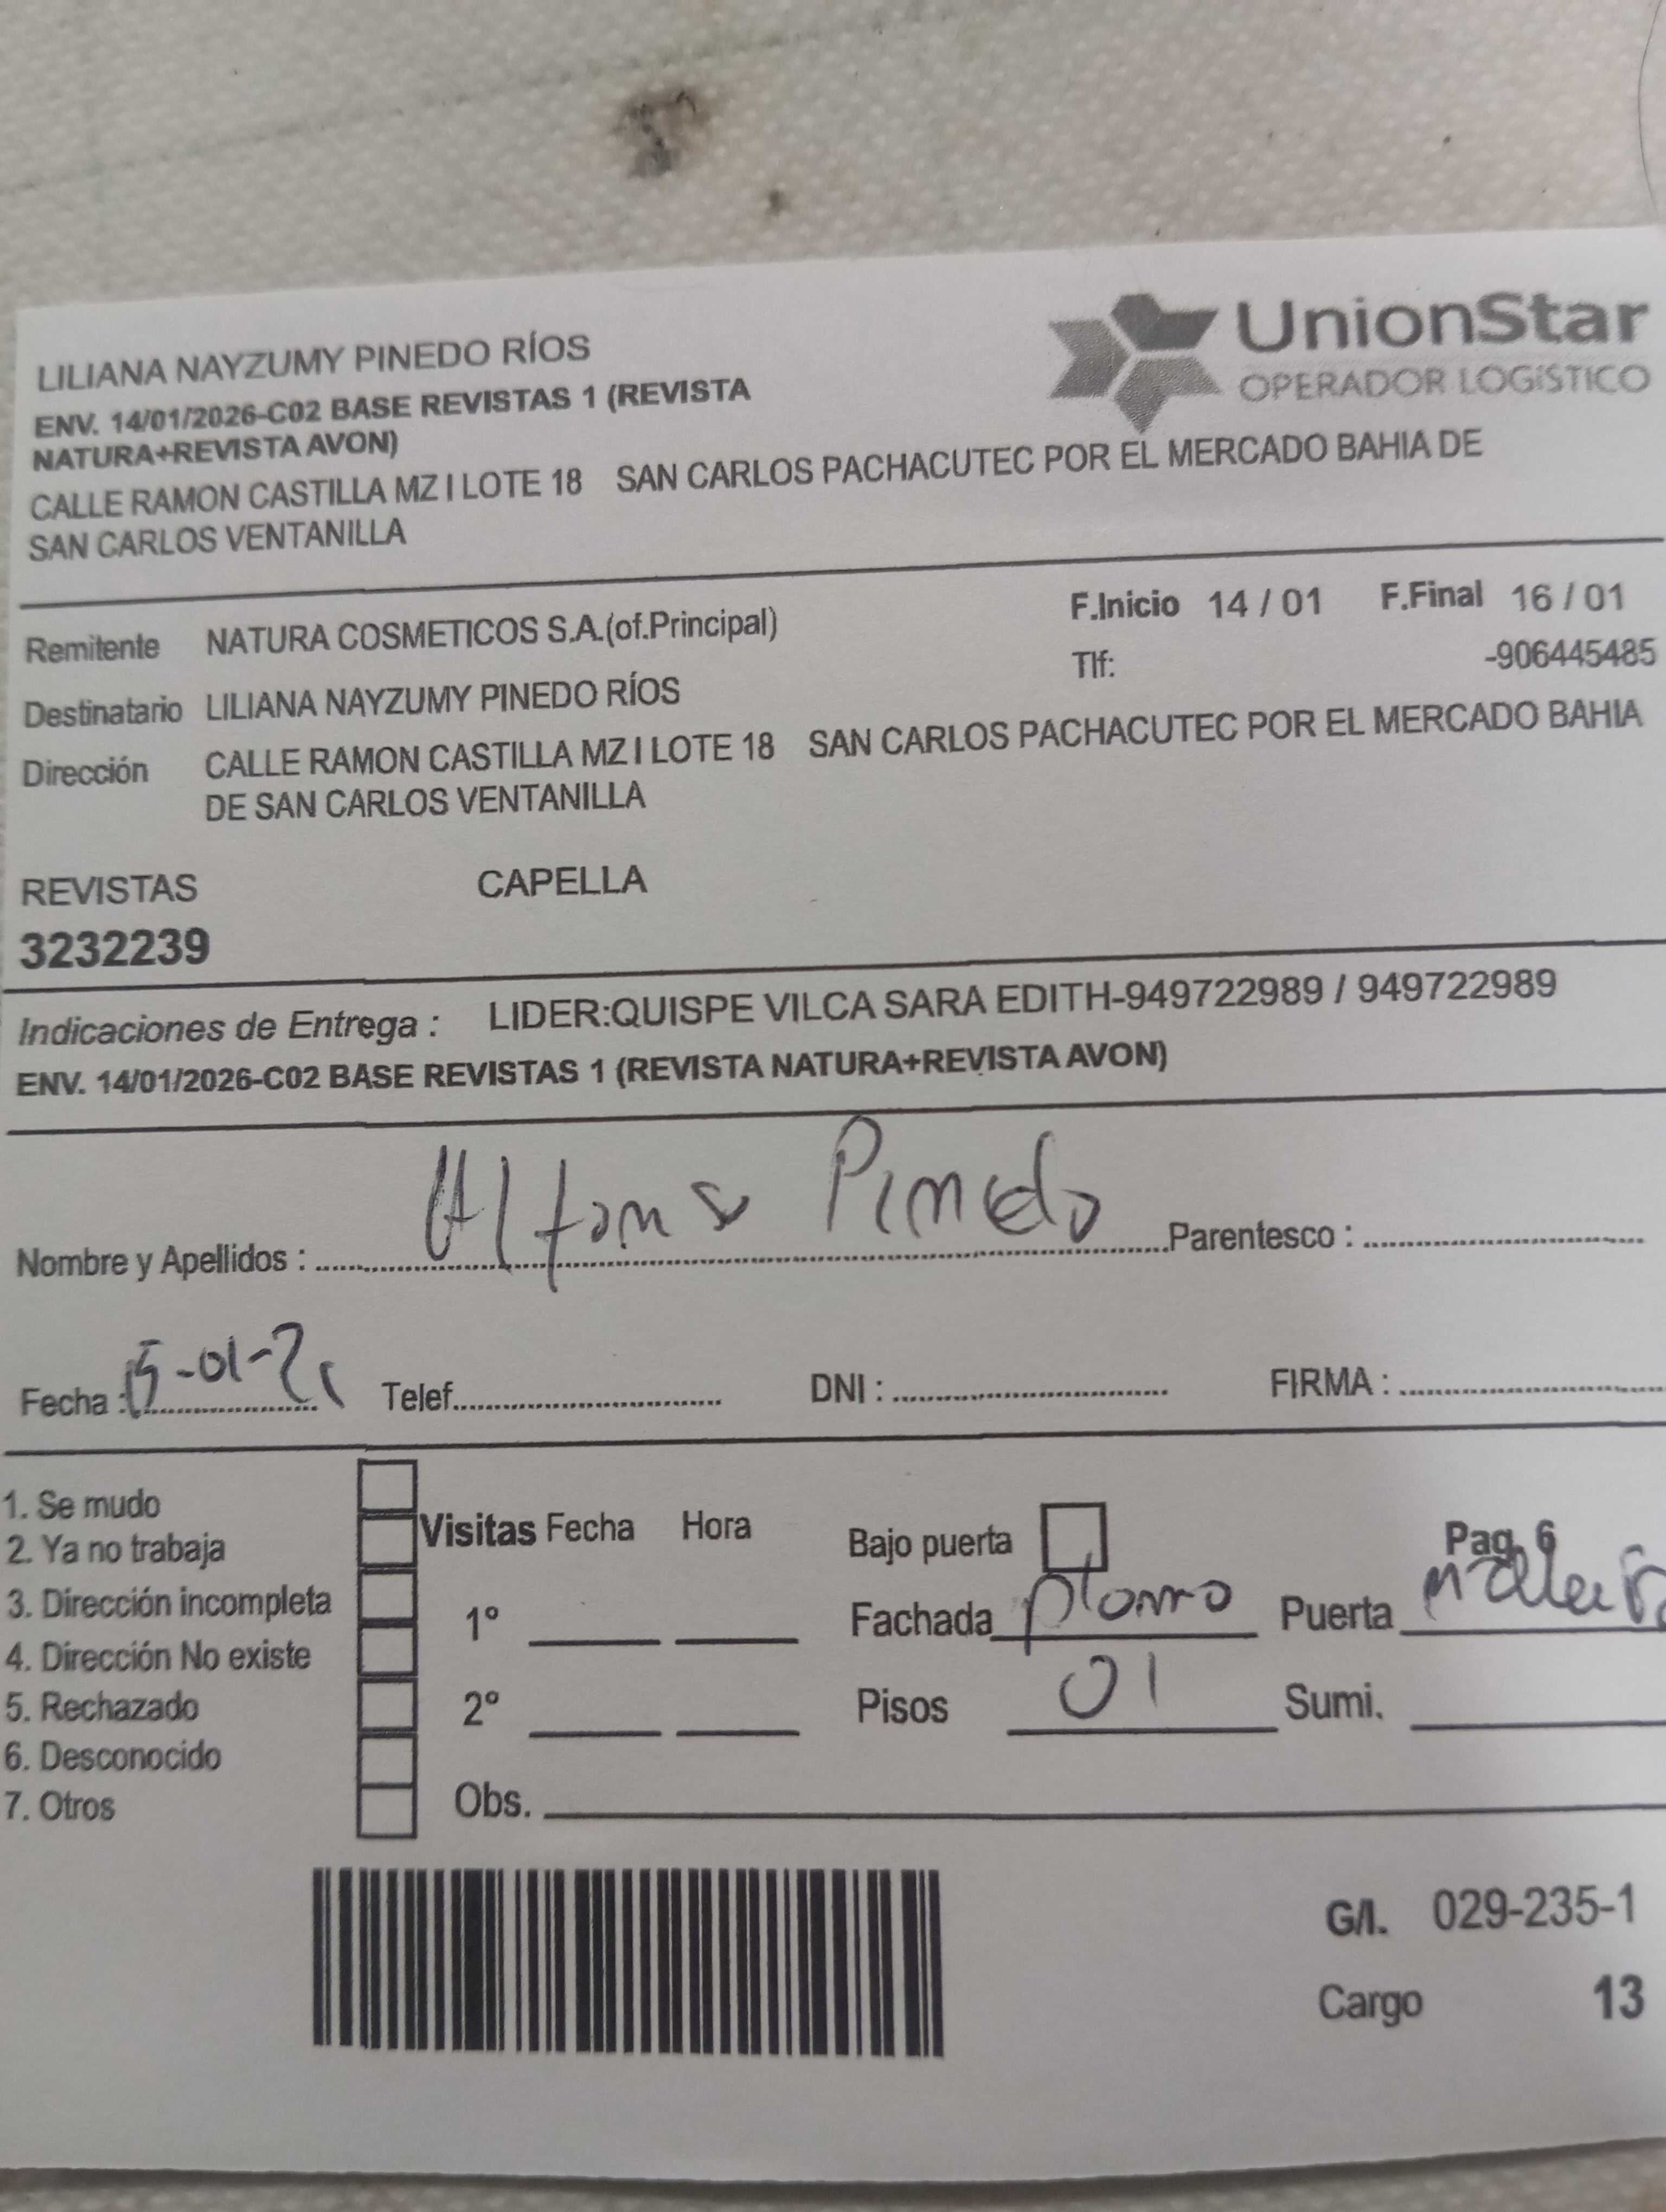 LILIANA NAYZUMY PINEDO RÍOS
UnionStar
OPERADOR LOGÍSTICO
ENV. 14/01/2026-C02 BASE REVISTAS 1 (REVISTA
NATURA+REVISTA AVON)
CALLE RAMON CASTILLA MZ I LOTE 18 SAN CARLOS PACHACUTEC POR EL MERCADO BAHIA DE
SAN CARLOS VENTANILLA
Remitente NATURA COSMETICOS S.A.(of.Principal) F.Inicio 14 / 01 F.Final 16 / 01
Tlf: -906445485
Destinatario LILIANA NAYZUMY PINEDO RÍOS
Dirección CALLE RAMON CASTILLA MZ I LOTE 18 SAN CARLOS PACHACUTEC POR EL MERCADO BAHIA
DE SAN CARLOS VENTANILLA
REVISTAS CAPELLA
3232239
Indicaciones de Entrega : LIDER:QUISPE VILCA SARA EDITH-949722989 / 949722989
ENV. 14/01/2026-C02 BASE REVISTAS 1 (REVISTA NATURA+REVISTA AVON)
Nombre y Apellidos : Alfonso Pinedo Parentesco :
Fecha : Telef. DNI : FIRMA :
1. Se mudo
2. Ya no trabaja
3. Dirección incompleta
4. Dirección No existe
5. Rechazado
6. Desconocido
7. Otros
Visitas Fecha Hora
1º
2º
Obs.
Bajo puerta Pag. 6
Fachada plomo Puerta
Pisos 01 Sumi.
G/I. 029-235-1
Cargo 13